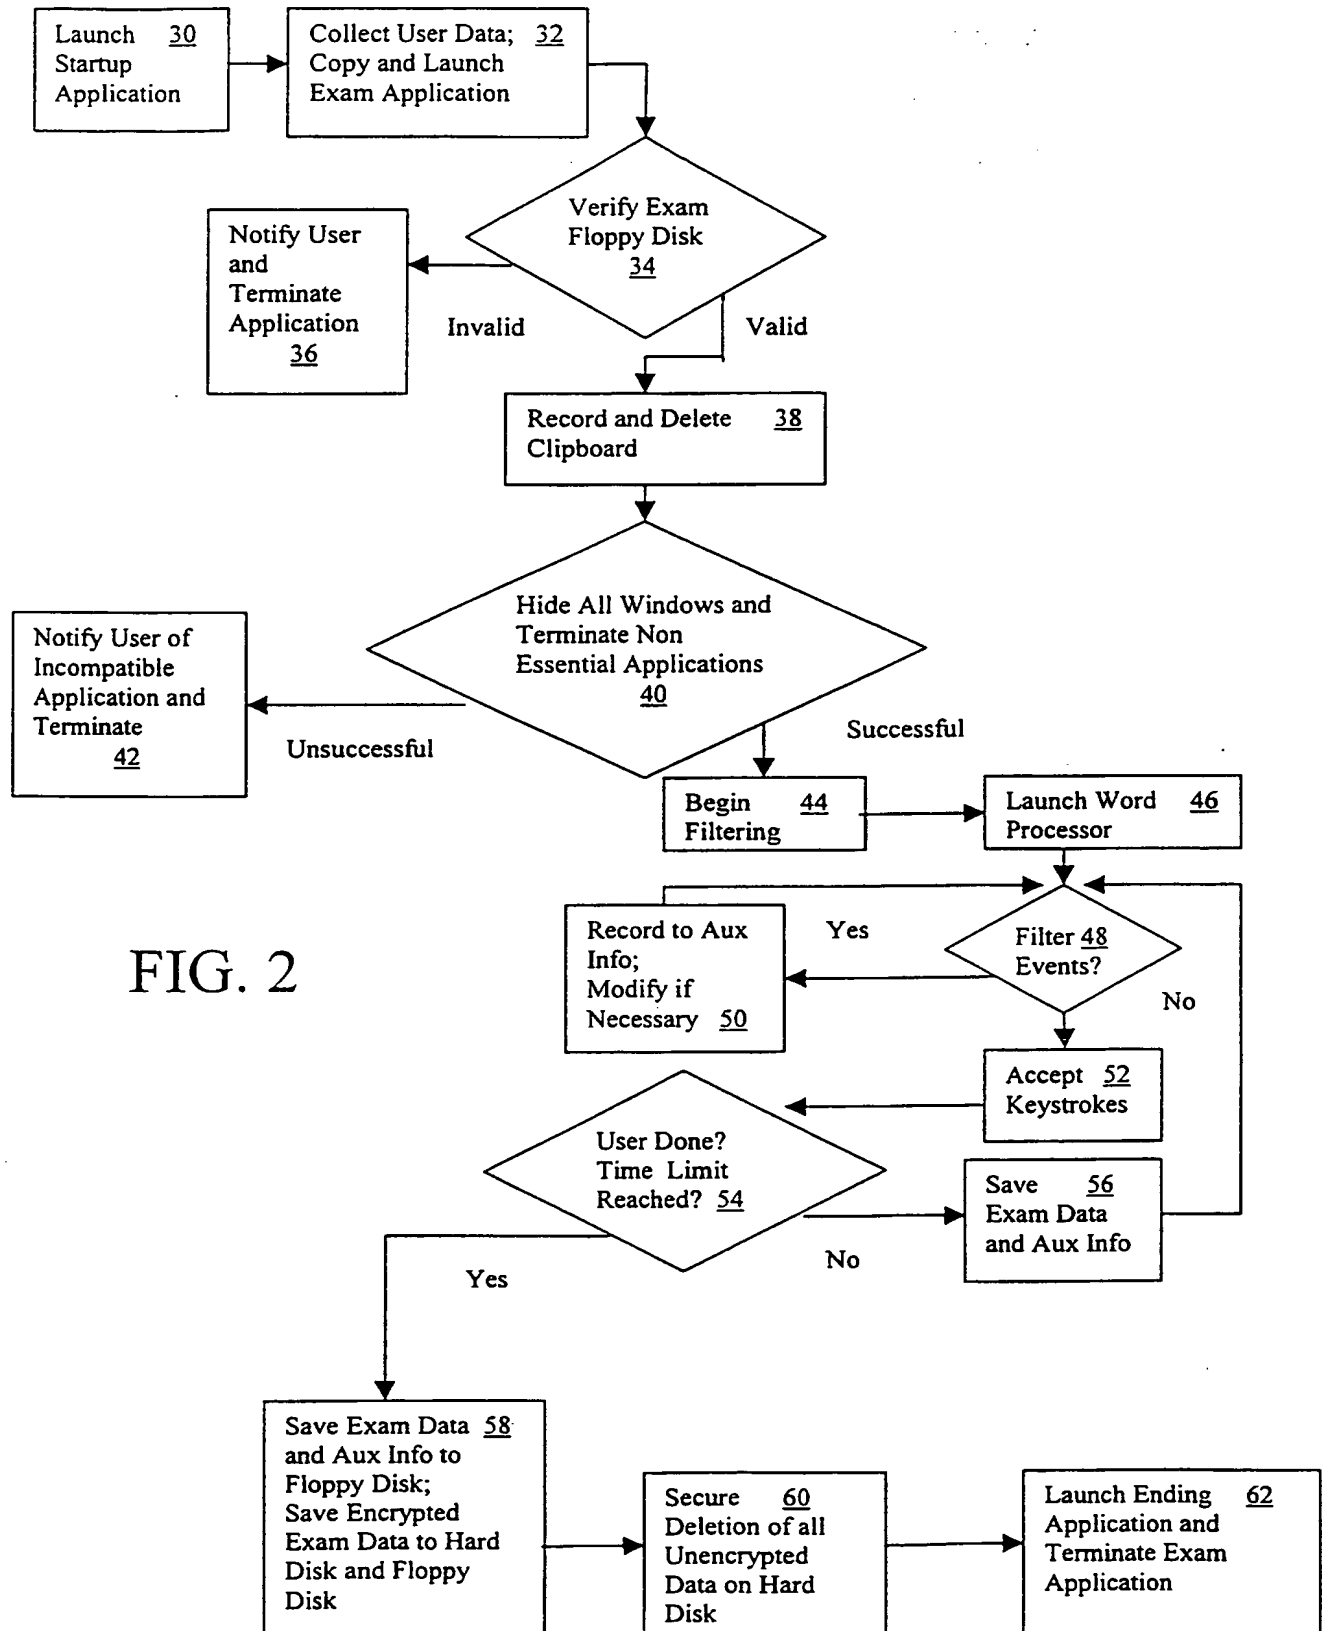 Launch 30
Startup
Application
Collect User Data; 32
Copy and Launch
Exam Application
Verify Exam
Floppy Disk
34
Notify User
and
Terminate
Application
36
Invalid
Valid
Record and Delete 38
Clipboard
Hide All Windows and
Terminate Non
Essential Applications
40
Notify User of
Incompatible
Application and
Terminate
42
Unsuccessful
Successful
Begin 44
Filtering
Launch Word 46
Processor
FIG. 2
Record to Aux
Info;
Modify if
Necessary 50
Yes
Filter 48
Events?
No
Accept 52
Keystrokes
User Done?
Time Limit
Reached? 54
Save 56
Exam Data
and Aux Info
No
Yes
Save Exam Data 58
and Aux Info to
Floppy Disk;
Save Encrypted
Exam Data to Hard
Disk and Floppy
Disk
Secure 60
Deletion of all
Unencrypted
Data on Hard
Disk
Launch Ending 62
Application and
Terminate Exam
Application